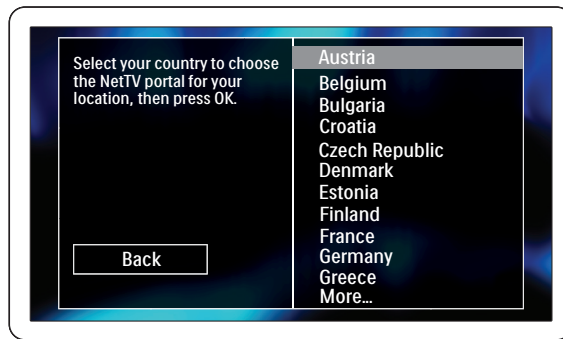 Select your country to choose
the NetTV portal for your
location, then press OK.
Back
Austria
Belgium
Bulgaria
Croatia
Czech Republic
Denmark
Estonia
Finland
France
Germany
Greece
More...